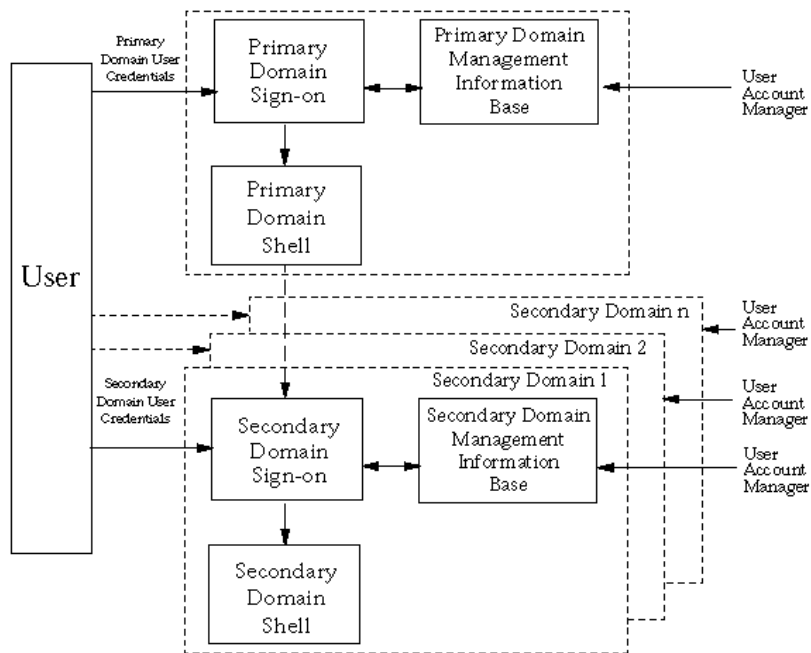 Primary
Domain User
Credentials
Primary
Domain
Sign-on
Primary Domain
Management
Information
Base
User
Account
Manager
Primary
Domain
Shell
User
Secondary Domain n
User
Account
Manager
Secondary Domain 2
Secondary Domain 1
User
Account
Manager
Secondary
Domain User
Credentials
Secondary
Domain
Sign-on
Secondary Domain
Management
Information
Base
User
Account
Manager
Secondary
Domain
Shell